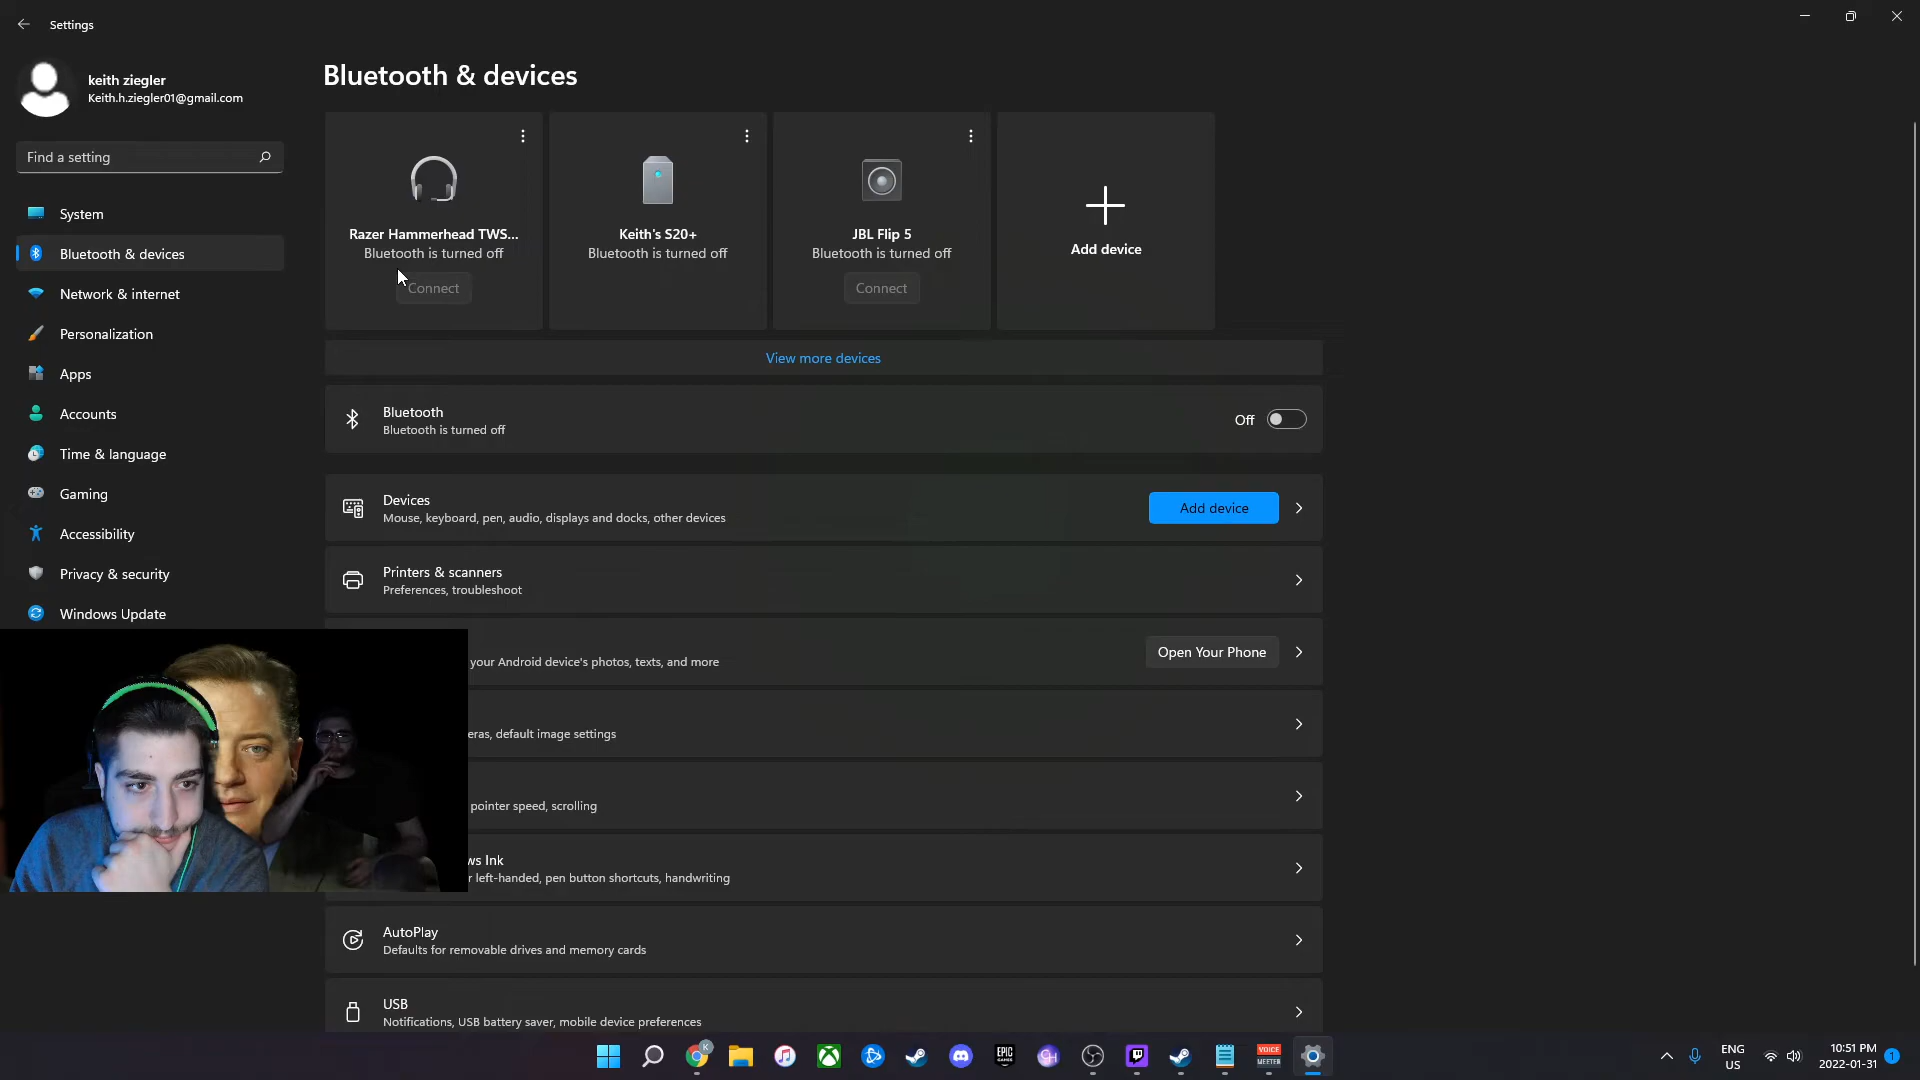 Settings
keith ziegler
Keith.h.ziegler01@gmail.com
Find a setting
System
Bluetooth & devices
Network & internet
Personalization
Apps
Accounts
Time & language
Gaming
Accessibility
Privacy & security
Windows Update
Bluetooth & devices
Razer Hammerhead TWS...
Bluetooth is turned off
Connect
Keith's S20+
Bluetooth is turned off
JBL Flip 5
Bluetooth is turned off
Connect
Add device
View more devices
Bluetooth
Bluetooth is turned off
Off
Devices
Mouse, keyboard, pen, audio, displays and docks, other devices
Add device
Printers & scanners
Preferences, troubleshoot
your Android device's photos, texts, and more
Open Your Phone
eras, default image settings
pointer speed, scrolling
ws Ink
r left-handed, pen button shortcuts, handwriting
AutoPlay
Defaults for removable drives and memory cards
USB
Notifications, USB battery saver, mobile device preferences
K
EPIC
GAMES
CH
VOICE
MEETER
ENG
US
10:51 PM
2022-01-31
1